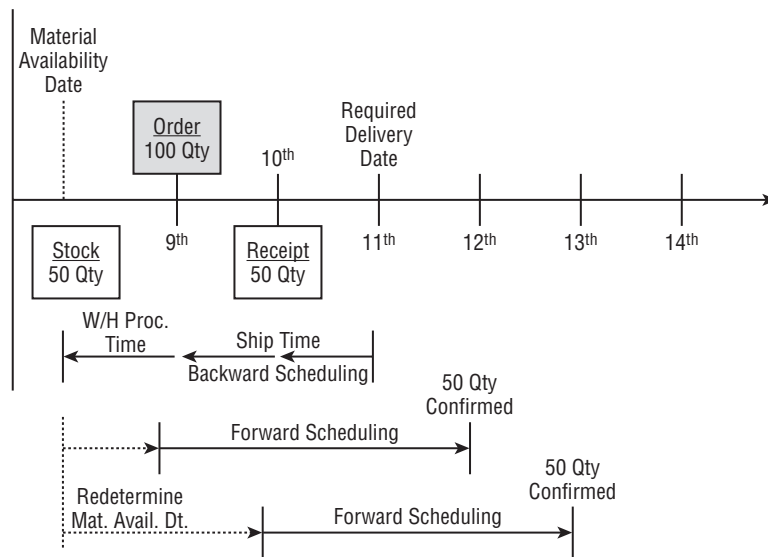 Material
Availability
Date
Order
100 Qty
Required
Delivery
Date
10th
Stock
50 Qty
9th
Receipt
50 Qty
11th
12th
13th
14th
W/H Proc.
Time
Ship Time
Backward Scheduling
50 Qty
Confirmed
Forward Scheduling
50 Qty
Confirmed
Redetermine
Mat. Avail. Dt.
Forward Scheduling